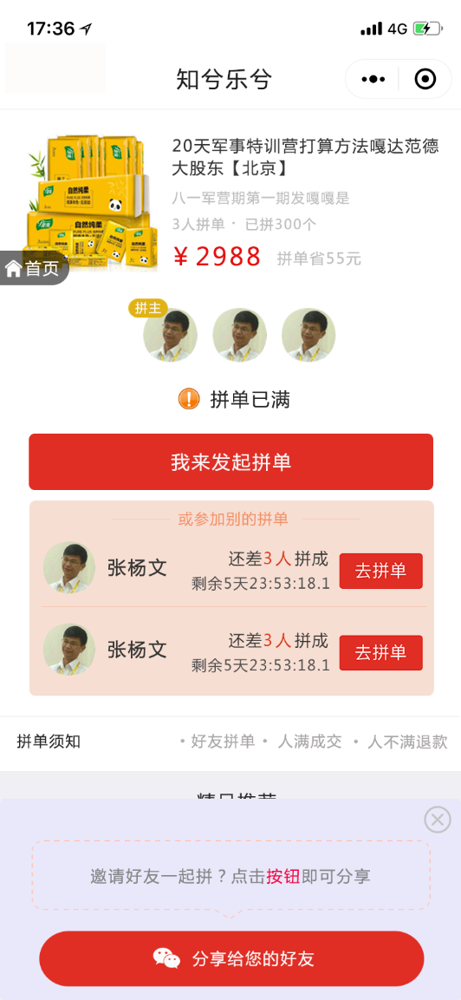 17:36
4G
知兮乐兮
20天军事特训营打算方法嘎达范德
大股东【北京】
八一军营期第一期发嘎嘎是
3人拼单 · 已拼300个
¥ 2988 拼单省55元
自然纯柔
PURE PLUS 自然纯柔
首页
拼主
拼单已满
我来发起拼单
或参加别的拼单
张杨文
还差3人拼成
剩余5天23:53:18.1
去拼单
张杨文
还差3人拼成
剩余5天23:53:18.1
去拼单
拼单须知
· 好友拼单 · 人满成交 · 人不满退款
邀请好友一起拼？点击按钮即可分享
分享给您的好友